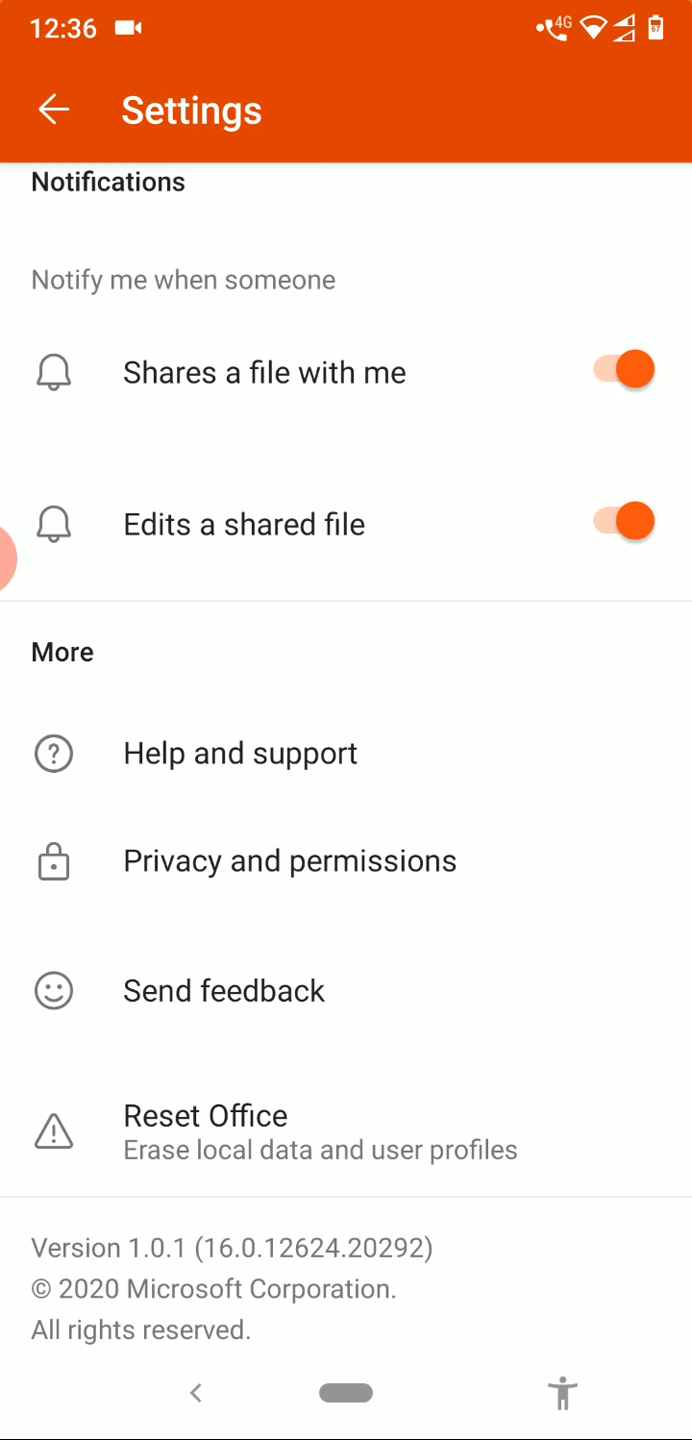 12:36
4G
67
Settings
Notifications
Notify me when someone
Shares a file with me
Edits a shared file
More
Help and support
Privacy and permissions
Send feedback
Reset Office
Erase local data and user profiles
Version 1.0.1 (16.0.12624.20292)
© 2020 Microsoft Corporation.
All rights reserved.